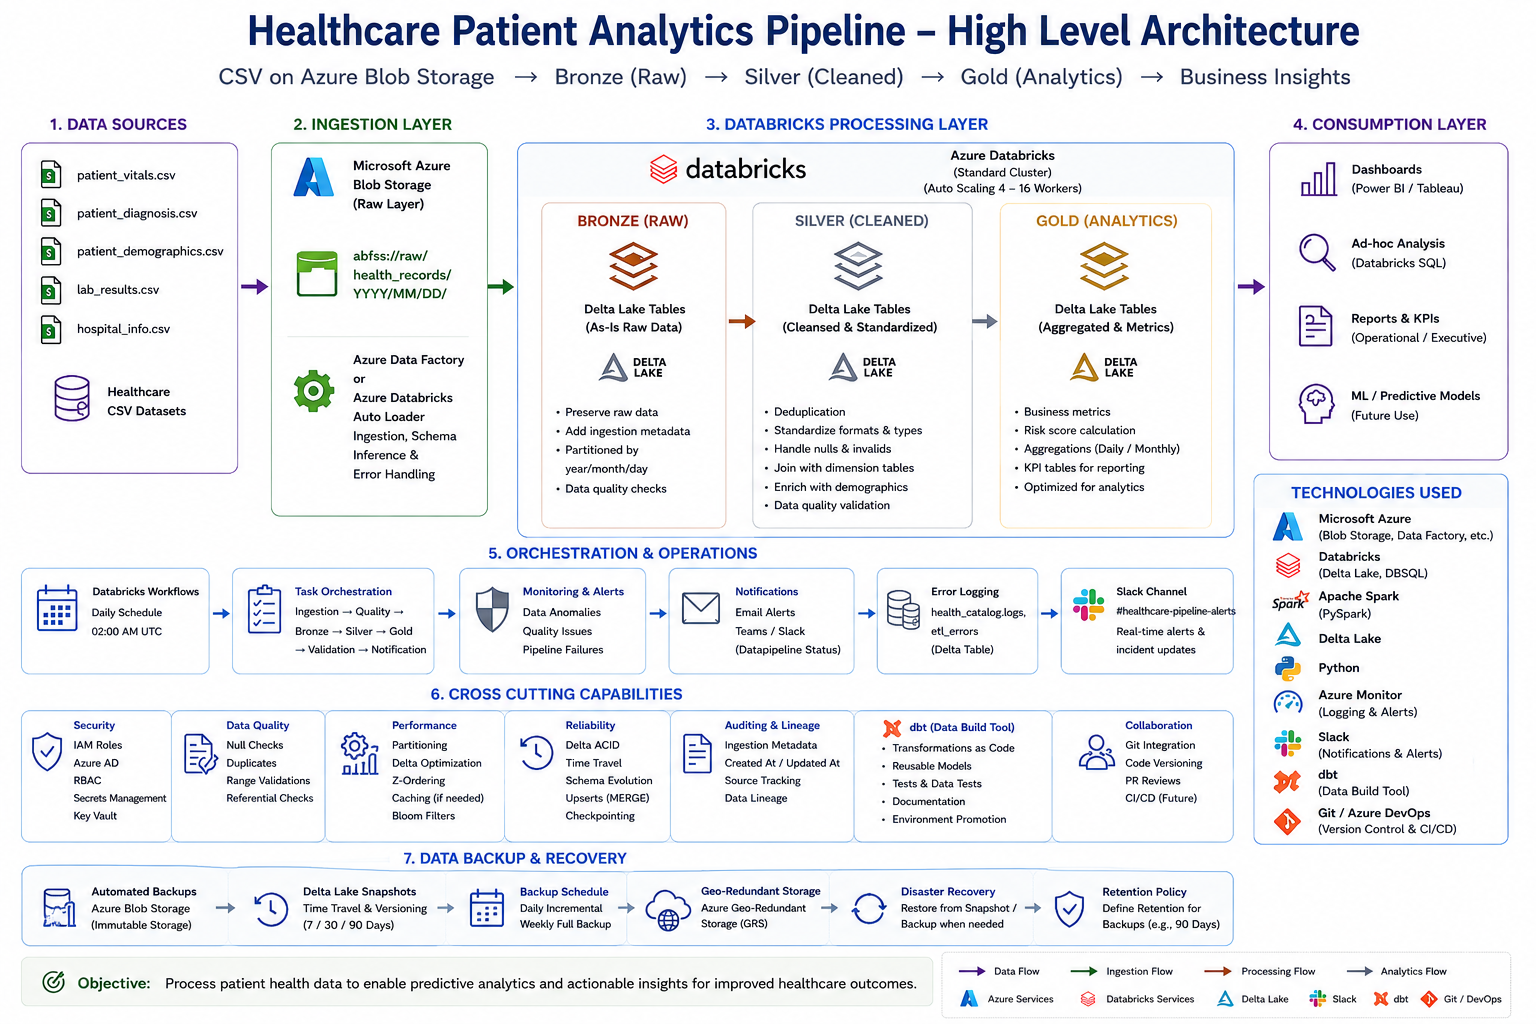 Healthcare Patient Analytics Pipeline – High Level Architecture
CSV on Azure Blob Storage → Bronze (Raw) → Silver (Cleaned) → Gold (Analytics) → Business Insights
1. DATA SOURCES
patient_vitals.csv
patient_diagnosis.csv
patient_demographics.csv
lab_results.csv
hospital_info.csv
Healthcare
CSV Datasets
2. INGESTION LAYER
Microsoft Azure
Blob Storage
(Raw Layer)
abfss://raw/
health_records/
YYYY/MM/DD/
Azure Data Factory
or
Azure Databricks
Auto Loader
Ingestion, Schema
Inference &
Error Handling
3. DATABRICKS PROCESSING LAYER
databricks
Azure Databricks
(Standard Cluster)
(Auto Scaling 4 – 16 Workers)
BRONZE (RAW)
Delta Lake Tables
(As-Is Raw Data)
DELTA
LAKE
• Preserve raw data
• Add ingestion metadata
• Partitioned by
year/month/day
• Data quality checks
SILVER (CLEANED)
Delta Lake Tables
(Cleansed & Standardized)
DELTA
LAKE
• Deduplication
• Standardize formats & types
• Handle nulls & invalids
• Join with dimension tables
• Enrich with demographics
• Data quality validation
GOLD (ANALYTICS)
Delta Lake Tables
(Aggregated & Metrics)
DELTA
LAKE
• Business metrics
• Risk score calculation
• Aggregations (Daily / Monthly)
• KPI tables for reporting
• Optimized for analytics
4. CONSUMPTION LAYER
Dashboards
(Power BI / Tableau)
Ad-hoc Analysis
(Databricks SQL)
Reports & KPIs
(Operational / Executive)
ML / Predictive Models
(Future Use)
TECHNOLOGIES USED
Microsoft Azure
(Blob Storage, Data Factory, etc.)
Databricks
(Delta Lake, DBSQL)
Spark
Apache Spark
(PySpark)
Delta Lake
Python
Azure Monitor
(Logging & Alerts)
Slack
(Notifications & Alerts)
dbt
(Data Build Tool)
Git / Azure DevOps
(Version Control & CI/CD)
5. ORCHESTRATION & OPERATIONS
Databricks Workflows
Daily Schedule
02:00 AM UTC
Task Orchestration
Ingestion → Quality →
Bronze → Silver → Gold
→ Validation → Notification
Monitoring & Alerts
Data Anomalies
Quality Issues
Pipeline Failures
Notifications
Email Alerts
Teams / Slack
(Datapipeline Status)
Error Logging
health_catalog.logs,
etl_errors
(Delta Table)
Slack Channel
#healthcare-pipeline-alerts
Real-time alerts &
incident updates
6. CROSS CUTTING CAPABILITIES
Security
IAM Roles
Azure AD
RBAC
Secrets Management
Key Vault
Data Quality
Null Checks
Duplicates
Range Validations
Referential Checks
Performance
Partitioning
Delta Optimization
Z-Ordering
Caching (if needed)
Bloom Filters
Reliability
Delta ACID
Time Travel
Schema Evolution
Upserts (MERGE)
Checkpointing
Auditing & Lineage
Ingestion Metadata
Created At / Updated At
Source Tracking
Data Lineage
dbt (Data Build Tool)
• Transformations as Code
• Reusable Models
• Tests & Data Tests
• Documentation
• Environment Promotion
Collaboration
Git Integration
Code Versioning
PR Reviews
CI/CD (Future)
7. DATA BACKUP & RECOVERY
Automated Backups
Azure Blob Storage
(Immutable Storage)
Delta Lake Snapshots
Time Travel & Versioning
(7 / 30 / 90 Days)
Backup Schedule
Daily Incremental
Weekly Full Backup
Geo-Redundant Storage
Azure Geo-Redundant
Storage (GRS)
Disaster Recovery
Restore from Snapshot /
Backup when needed
Retention Policy
Define Retention for
Backups (e.g., 90 Days)
Objective: Process patient health data to enable predictive analytics and actionable insights for improved healthcare outcomes.
Data Flow
Ingestion Flow
Processing Flow
Analytics Flow
Azure Services
Databricks Services
Delta Lake
Slack
dbt
Git / DevOps